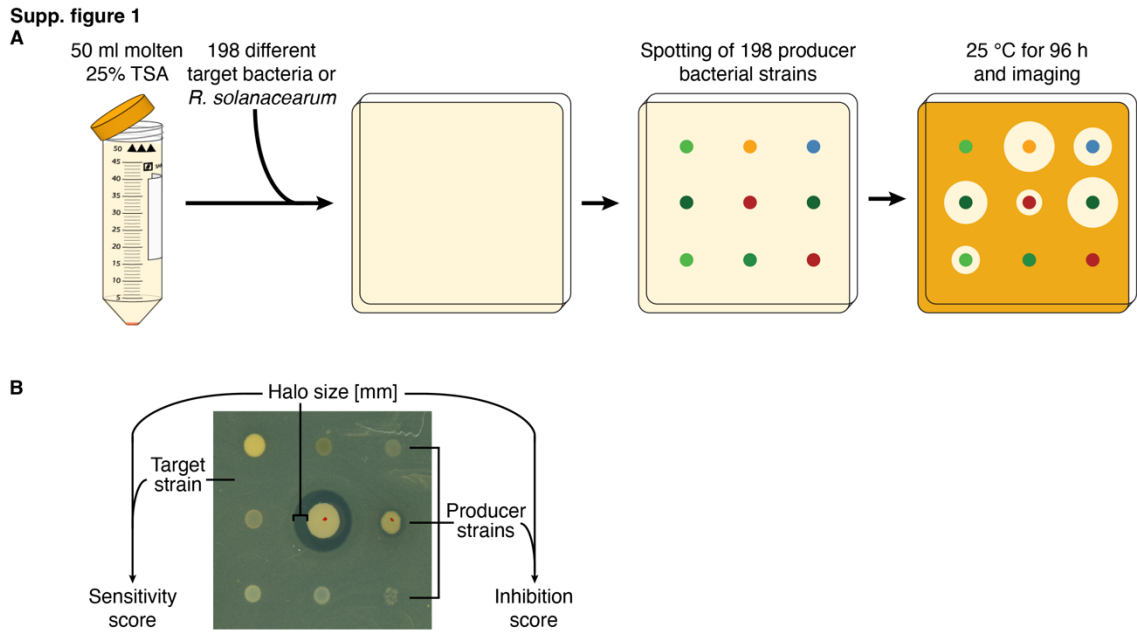 Supp. figure 1
A
50 ml molten
25% TSA
198 different
target bacteria or
R. solanacearum
Spotting of 198 producer
bacterial strains
25 °C for 96 h
and imaging
50
45
40
35
30
25
20
15
10
5
B
Halo size [mm]
Target
strain
Producer
strains
Sensitivity
score
Inhibition
score